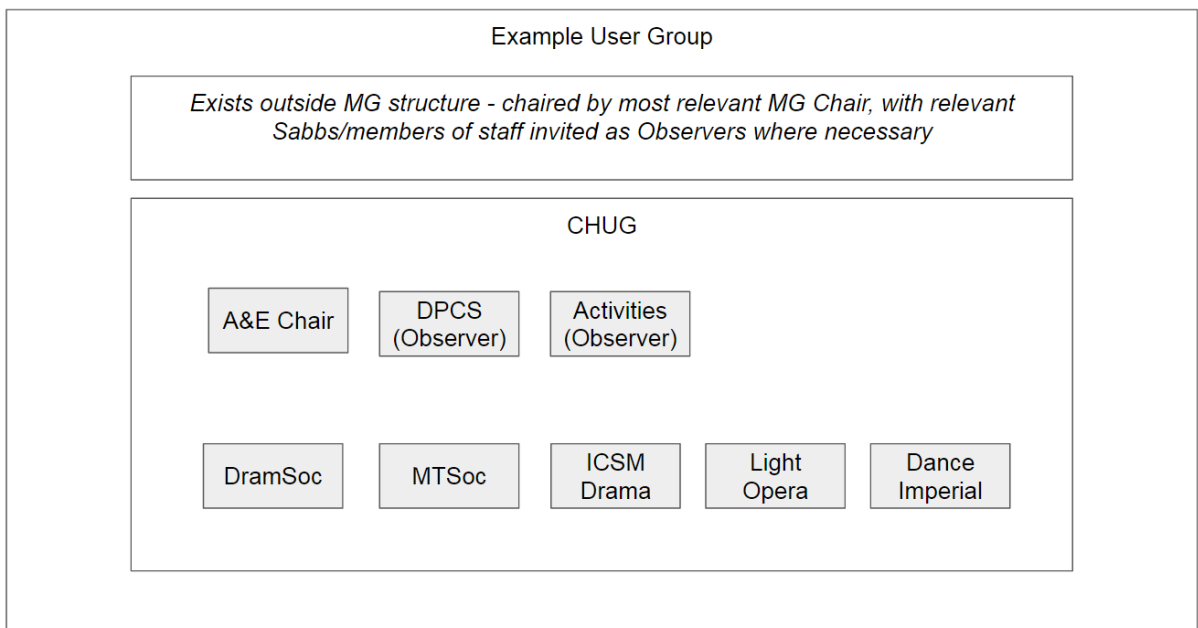 Example User Group
Exists outside MG structure - chaired by most relevant MG Chair, with relevant
Sabbs/members of staff invited as Observers where necessary
CHUG
A&E Chair
DPCS
(Observer)
Activities
(Observer)
DramSoc
MTSoc
ICSM
Drama
Light
Opera
Dance
Imperial